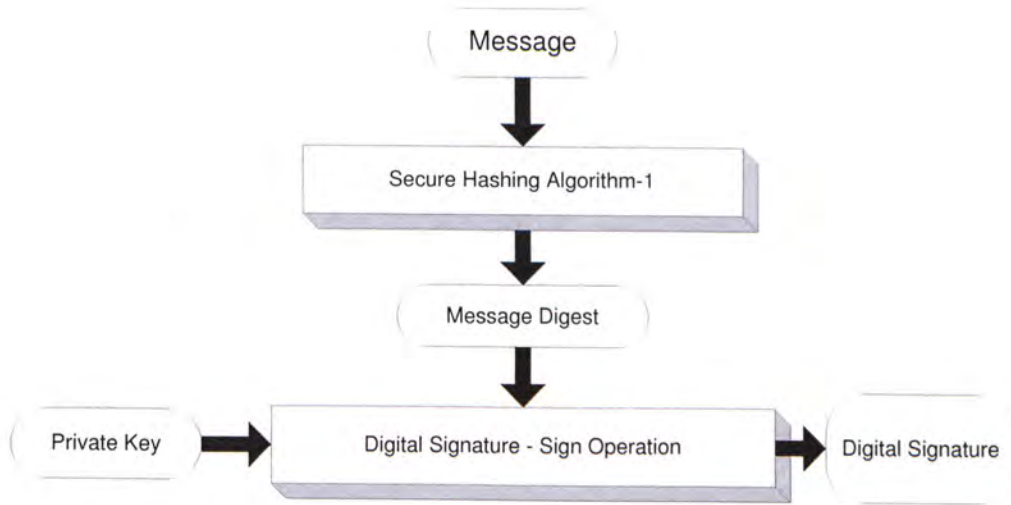 Message
Secure Hashing Algorithm-1
Message Digest
Private Key
Digital Signature - Sign Operation
Digital Signature